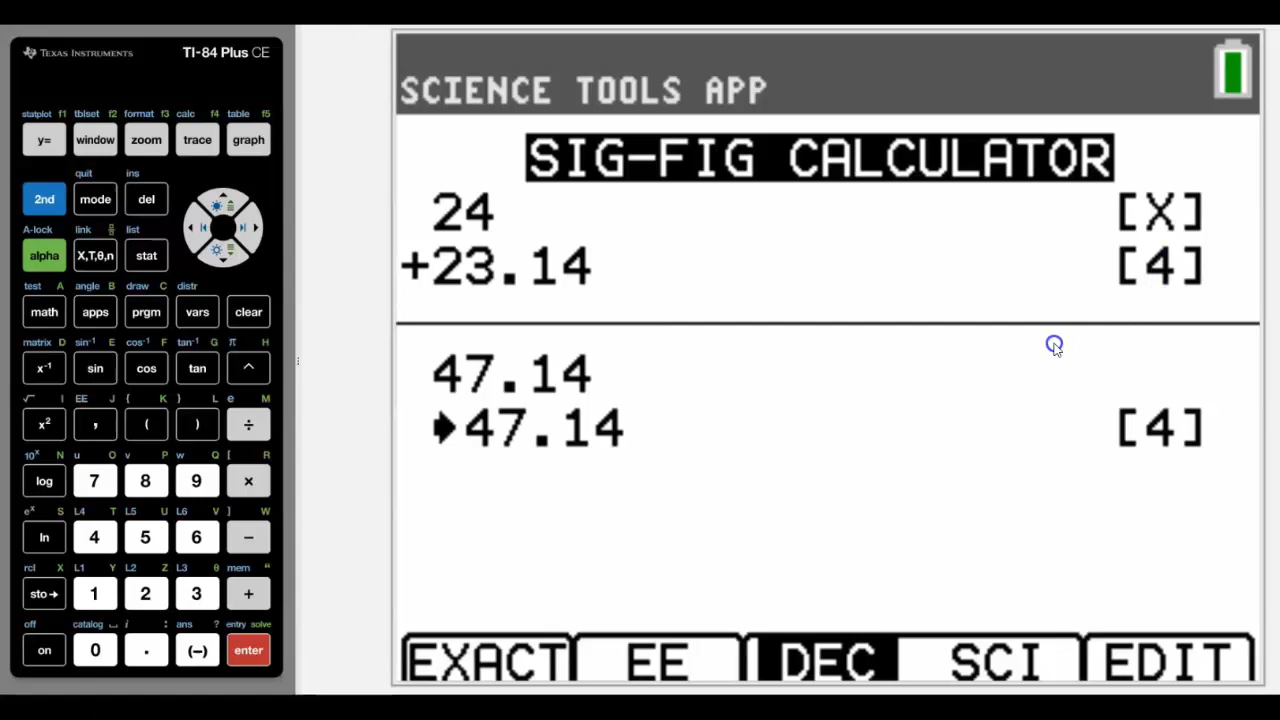 TEXAS INSTRUMENTS TI-84 Plus CE
statplot f1 tblset f2 format f3 calc f4 table f5
y= window zoom trace graph
quit ins
2nd mode del
A-lock link list
alpha X,T,θ,n stat
test A angle B draw C distr
math apps prgm vars clear
matrix D sin⁻¹ E cos⁻¹ F tan⁻¹ G π H
x⁻¹ sin cos tan ^
√ I EE J { K } L e M
x² , ( ) ÷
10ˣ N u O v P w Q [ R
log 7 8 9 ×
eˣ S L4 T L5 U L6 V ] W
ln 4 5 6 −
rcl X L1 Y L2 Z L3 θ mem "
sto→ 1 2 3 +
off catalog ⎵ i : ans ? entry solve
on 0 . (−) enter
SCIENCE TOOLS APP
SIG-FIG CALCULATOR
24 [X]
+23.14 [4]
47.14
➧47.14 [4]
EXACT EE DEC SCI EDIT